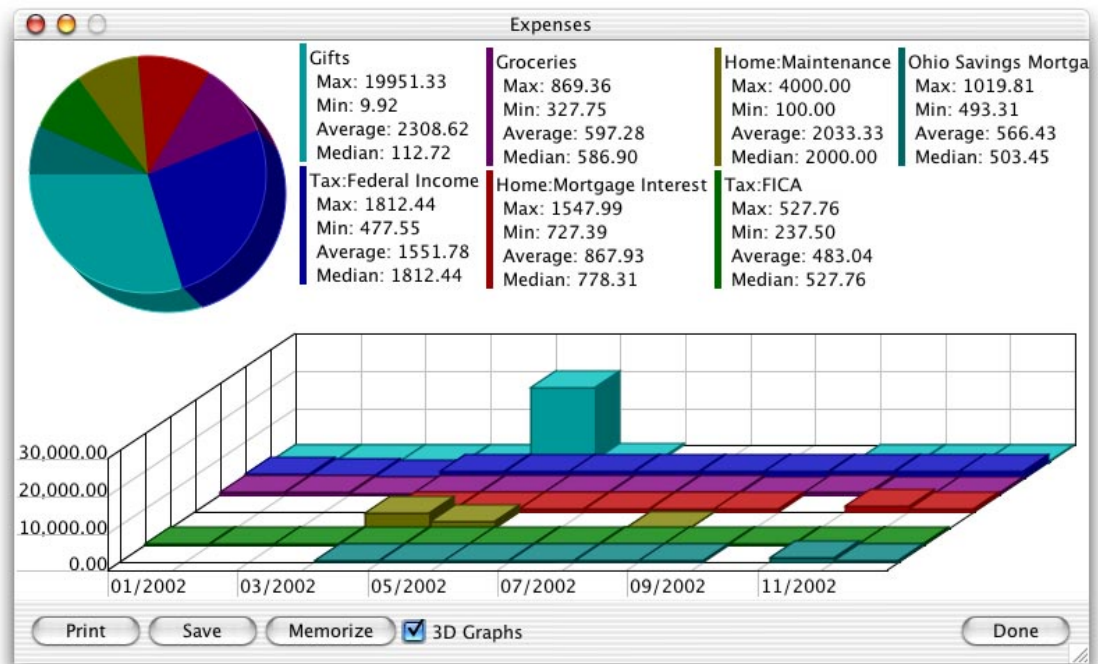 Expenses
Gifts
Max: 19951.33
Min: 9.92
Average: 2308.62
Median: 112.72
Groceries
Max: 869.36
Min: 327.75
Average: 597.28
Median: 586.90
Home:Maintenance
Max: 4000.00
Min: 100.00
Average: 2033.33
Median: 2000.00
Ohio Savings Mortga
Max: 1019.81
Min: 493.31
Average: 566.43
Median: 503.45
Tax:Federal Income
Max: 1812.44
Min: 477.55
Average: 1551.78
Median: 1812.44
Home:Mortgage Interest
Max: 1547.99
Min: 727.39
Average: 867.93
Median: 778.31
Tax:FICA
Max: 527.76
Min: 237.50
Average: 483.04
Median: 527.76
30,000.00
20,000.00
10,000.00
0.00
01/2002 03/2002 05/2002 07/2002 09/2002 11/2002
Print Save Memorize 3D Graphs Done